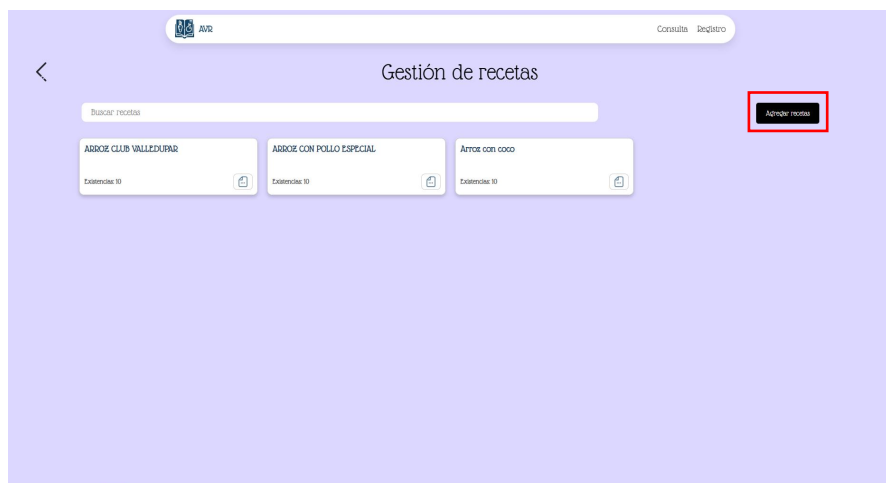 AVR Consulta Registro
Gestión de recetas
Buscar recetas
Agregar recetas
ARROZ CLUB VALLEDUPAR
ARROZ CON POLLO ESPECIAL
Arroz con coco
Existencias: 10
Existencias: 10
Existencias: 10